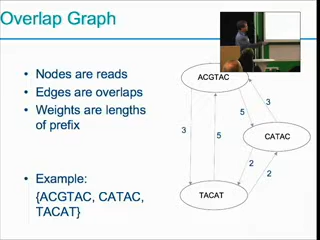 Overlap Graph
• Nodes are reads
• Edges are overlaps
• Weights are lengths
of prefix
• Example:
{ACGTAC, CATAC,
TACAT}
ACGTAC
3
5
CATAC
3
5
2
2
TACAT